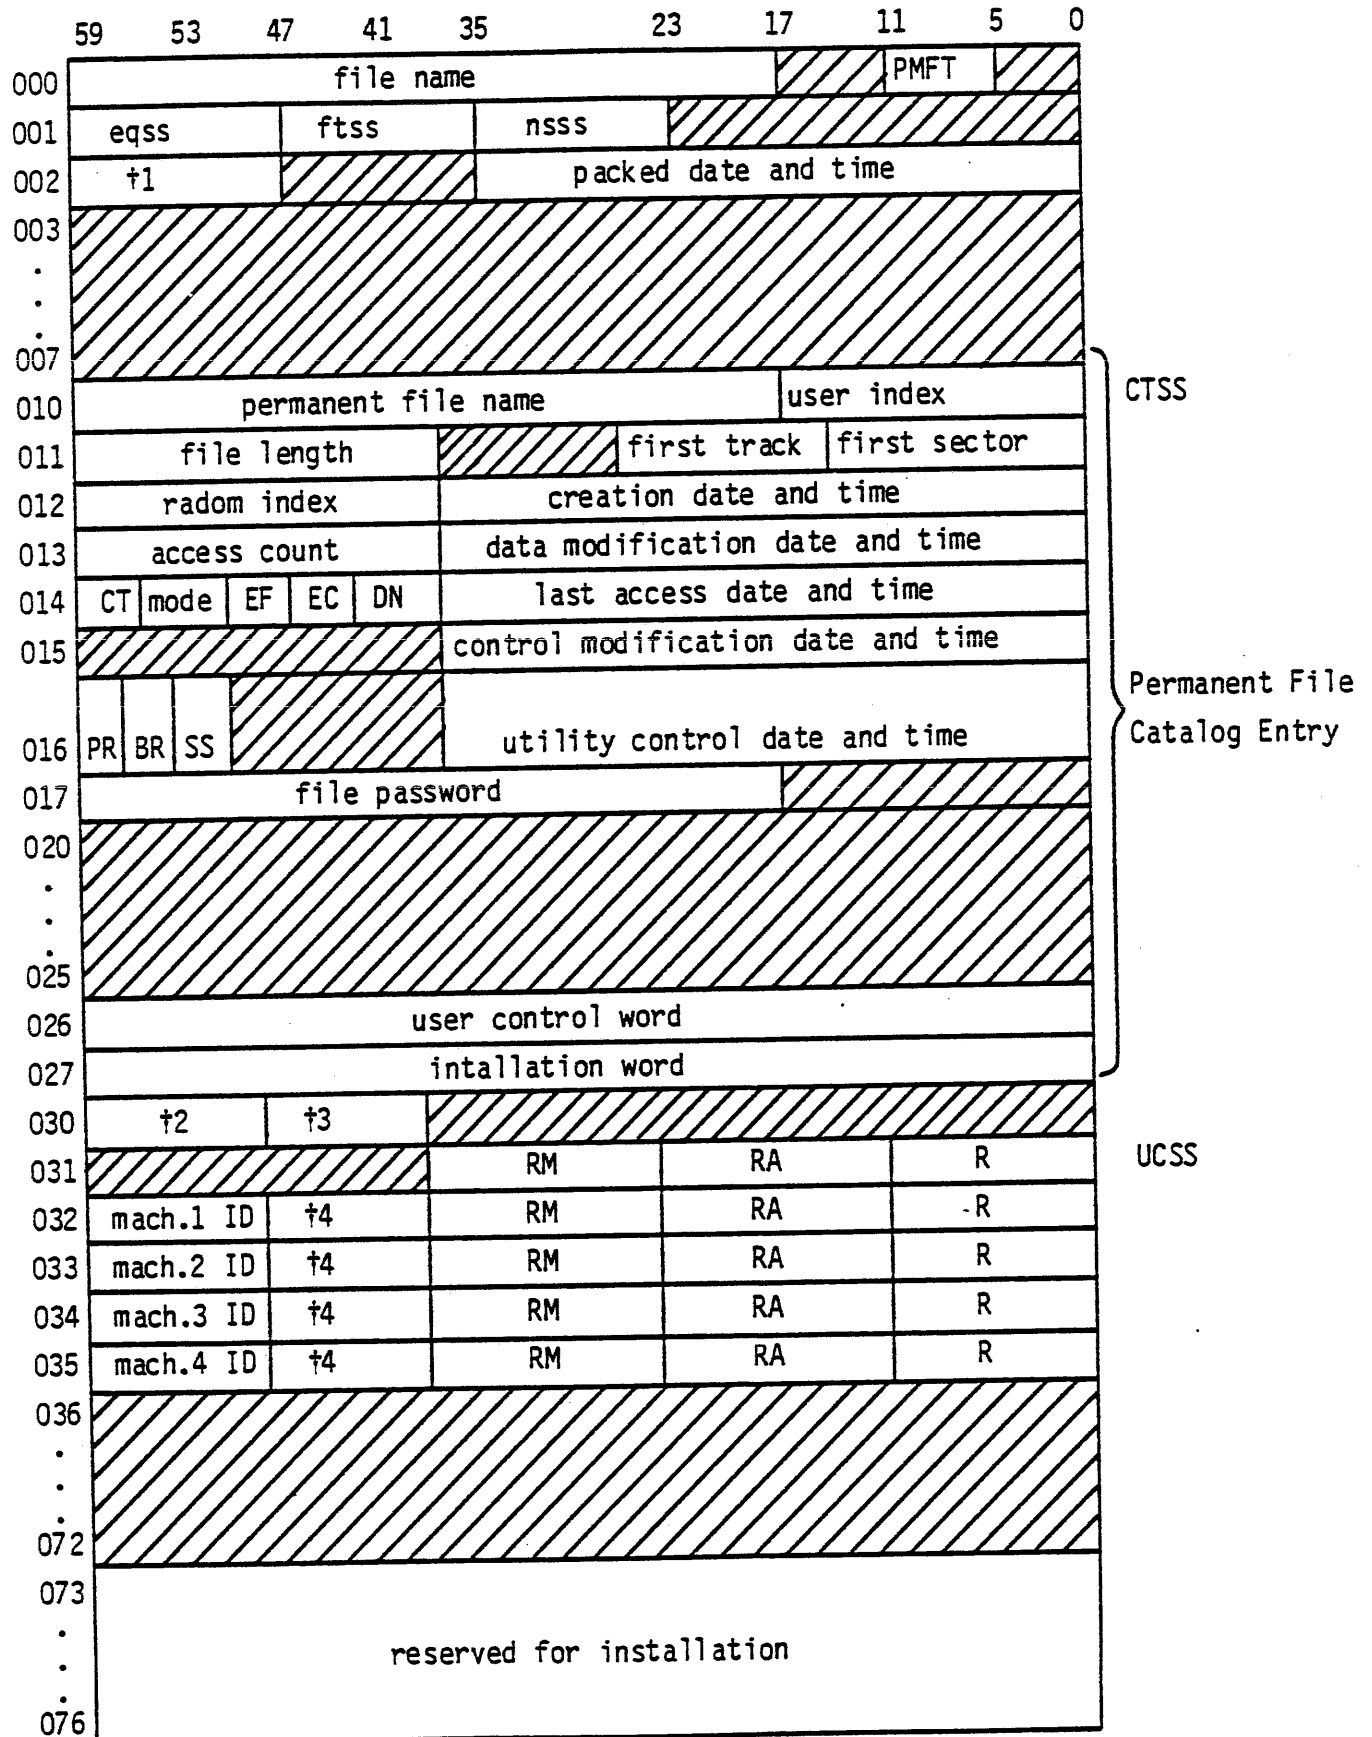 59 53 47 41 35 23 17 11 5 0
000 file name PMFT
001 eqss ftss nsss
002 †1 packed date and time
003
.
.
.
007
010 permanent file name user index CTSS
011 file length first track first sector
012 radom index creation date and time
013 access count data modification date and time
014 CT mode EF EC DN last access date and time
015 control modification date and time
Permanent File
Catalog Entry
016 PR BR SS utility control date and time
017 file password
020
.
.
.
025
026 user control word
027 intallation word
030 †2 †3
031 RM RA R UCSS
032 mach.1 ID †4 RM RA R
033 mach.2 ID †4 RM RA R
034 mach.3 ID †4 RM RA R
035 mach.4 ID †4 RM RA R
036
.
.
.
072
073
.
reserved for installation
.
.
076